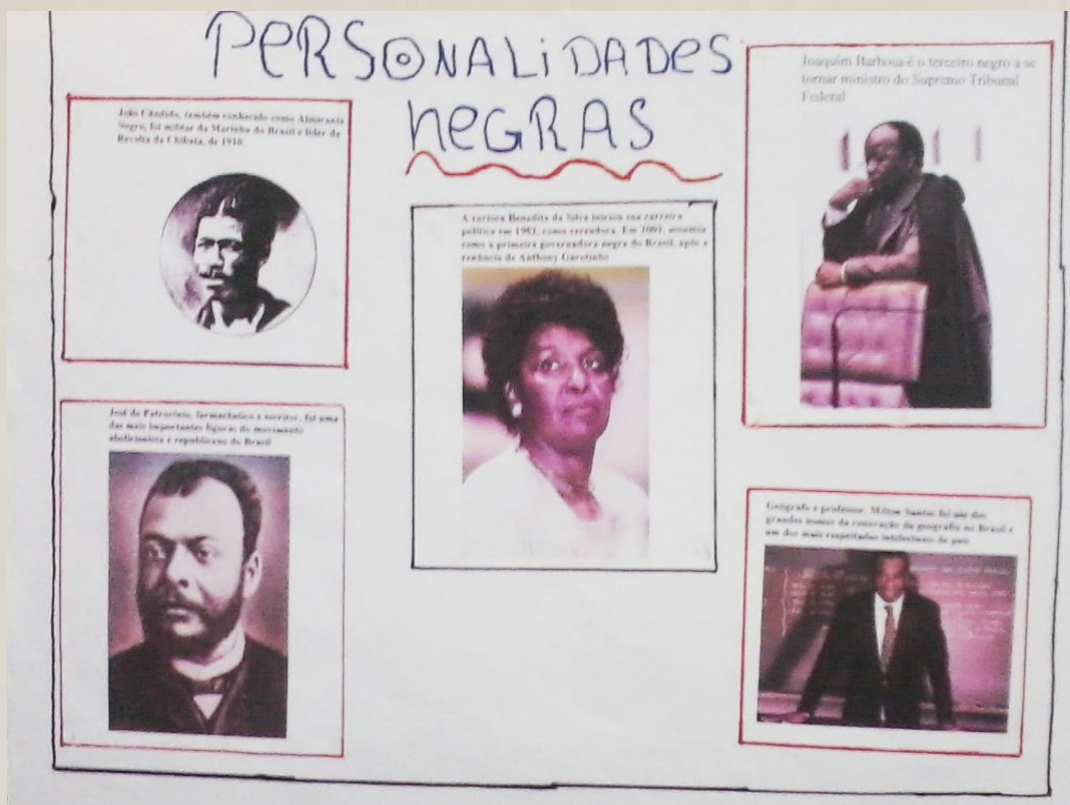 PERSONALiDADES
NEGRAS
João Cândido, também conhecido como Almirante
Negro, foi militar da Marinha do Brasil e líder da
Revolta da Chibata, de 1910.
A carioca Benedita da Silva iniciou sua carreira
política em 1983, como vereadora. Em assumiu
como a primeira governadora negra do Brasil, após a
renúncia de Anthony Garotinho
Joaquim Barbosa é o terceiro negro a se
tornar ministro do Supremo Tribunal
Federal
José do Patrocínio, farmacêutico e escritor, foi uma
das mais importantes figuras do movimento
abolicionista e republicano do Brasil
Geógrafo e professor, Milton Santos foi um dos
grandes nomes da renovação da geografia no Brasil e
um dos mais respeitados intelectuais do país